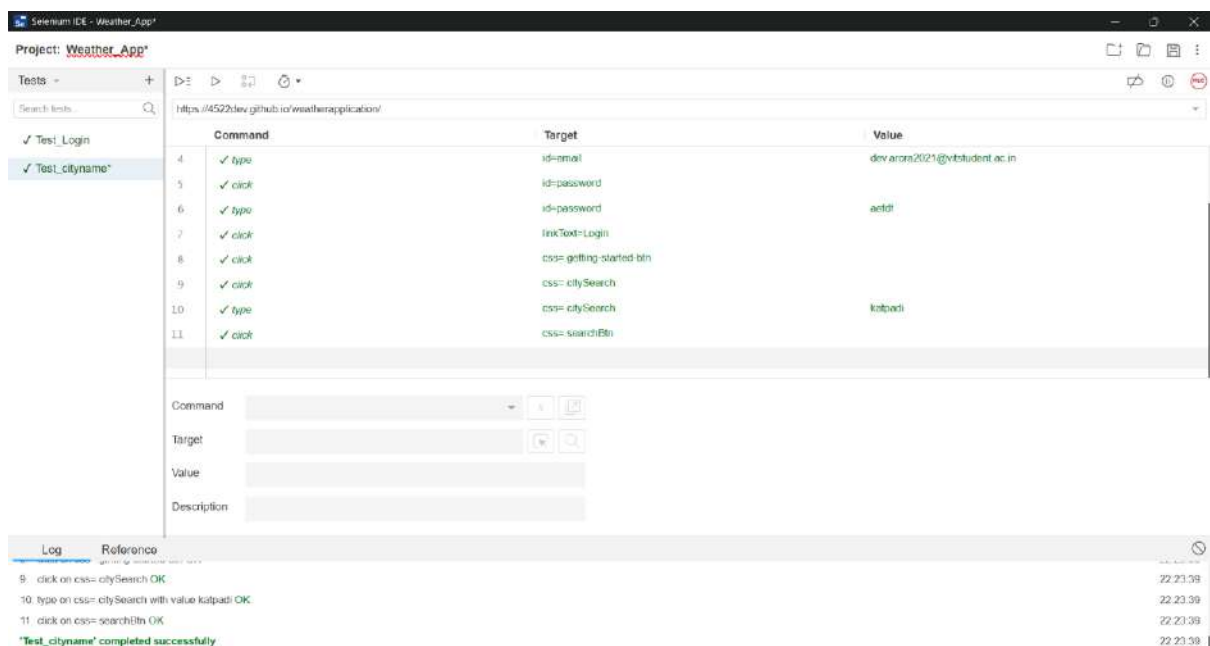 Selenium IDE - Weather_App*
Project: Weather_App*
Tests
Search tests...
https://4522dev.github.io/weatherapplication/
Command Target Value
✓ Test_Login
✓ Test_cityname*
4 ✓ type id=email dev.arora2021@vitstudent.ac.in
5 ✓ click id=password
6 ✓ type id=password
7 ✓ click linkText=Login
8 ✓ click css=.getting-started-btn
9 ✓ click css=.citySearch
10 ✓ type css=.citySearch katpadi
11 ✓ click css=.searchBtn
Command
Target
Value
Description
Log Reference
9. click on css=.citySearch OK 22:23:39
10. type on css=.citySearch with value katpadi OK 22:23:39
11. click on css=.searchBtn OK 22:23:39
'Test_cityname' completed successfully 22:23:39